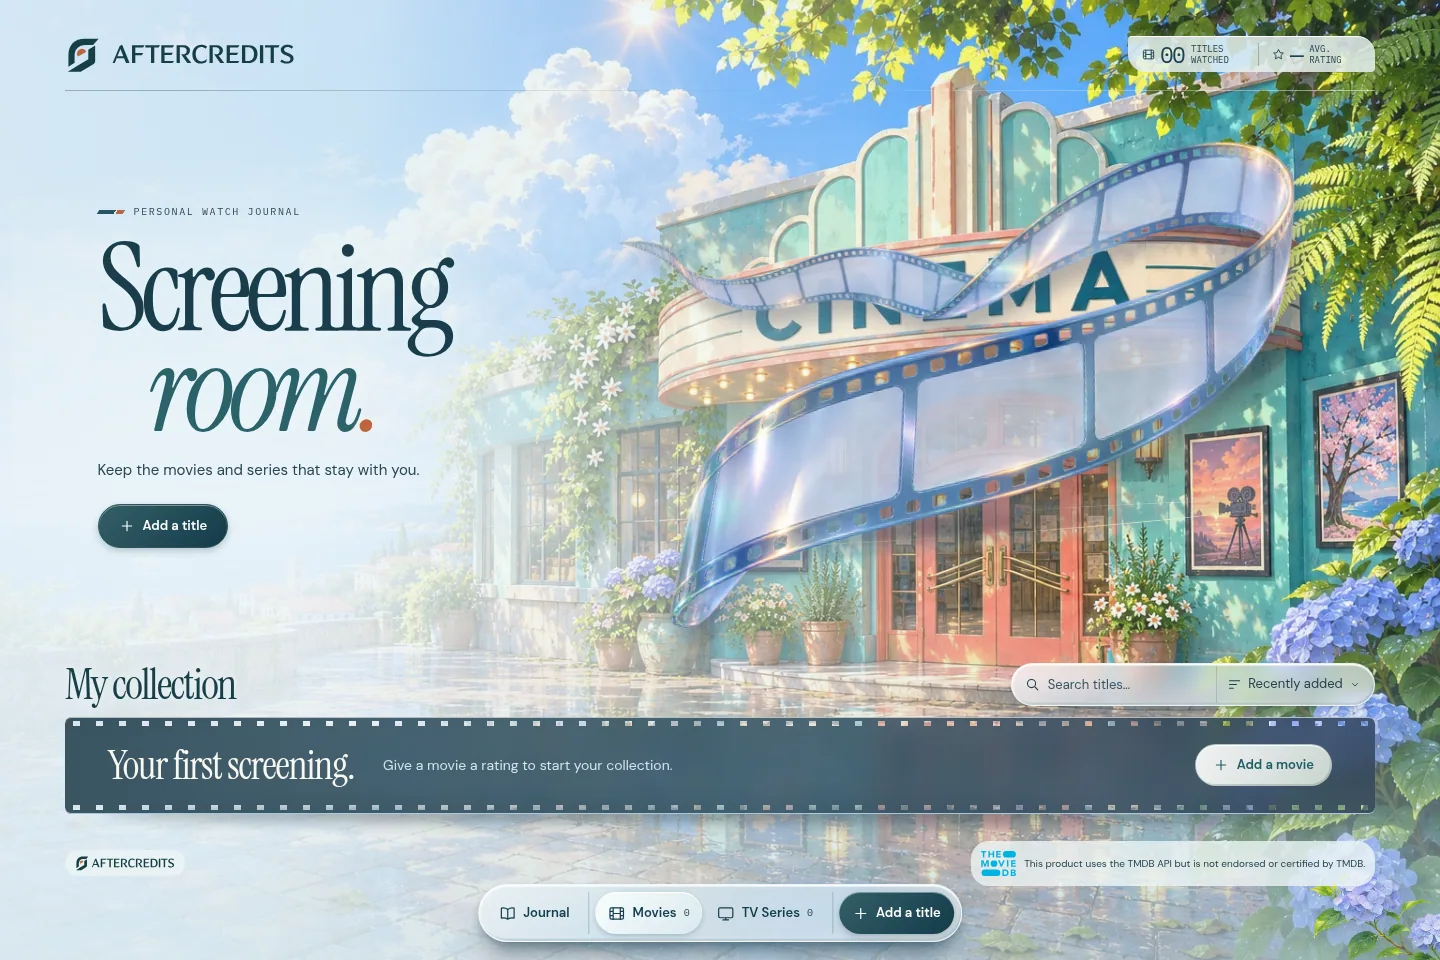 AFTERCREDITS
00 TITLES WATCHED
— AVG. RATING
PERSONAL WATCH JOURNAL
Screening
room.
Keep the movies and series that stay with you.
+ Add a title
CINEMA
My collection
Search titles...
Recently added
Your first screening.
Give a movie a rating to start your collection.
+ Add a movie
AFTERCREDITS
THE MOVIE DB
This product uses the TMDB API but is not endorsed or certified by TMDB.
Journal
Movies 0
TV Series 0
+ Add a title